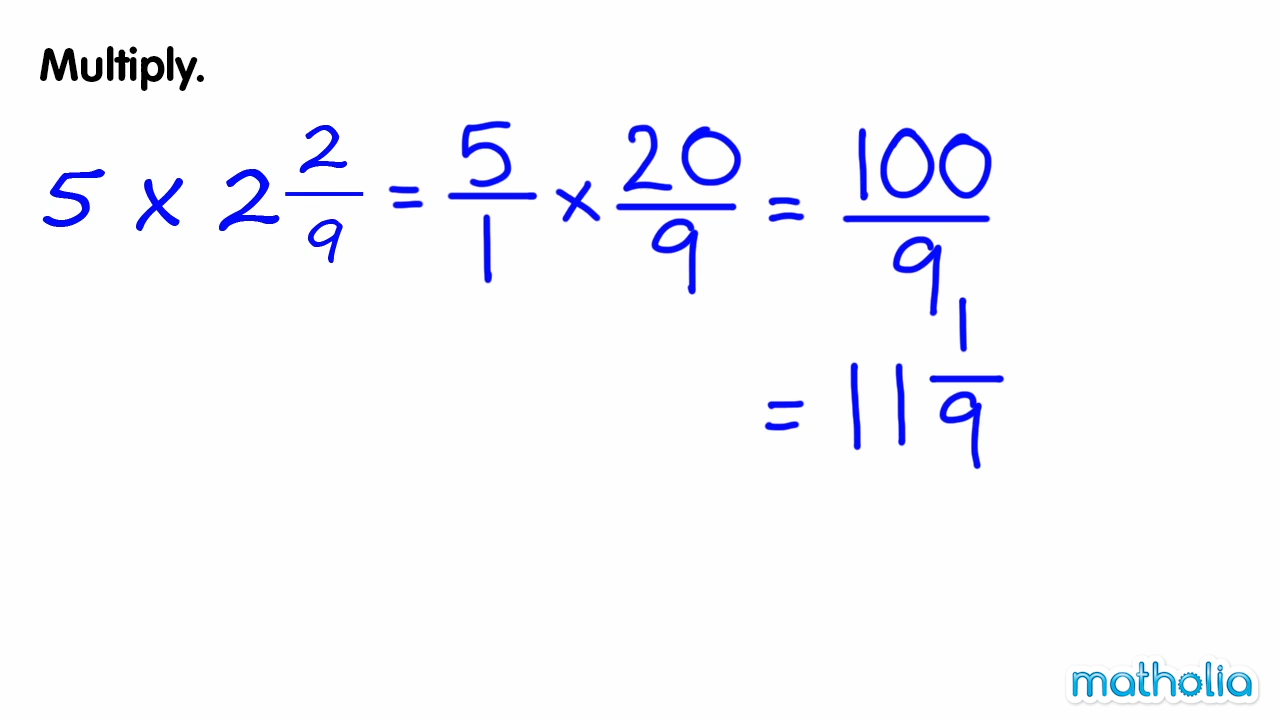 Multiply.
5 × 2 2/9 = 5/1 × 20/9 = 100/9
= 11 1/9
matholia